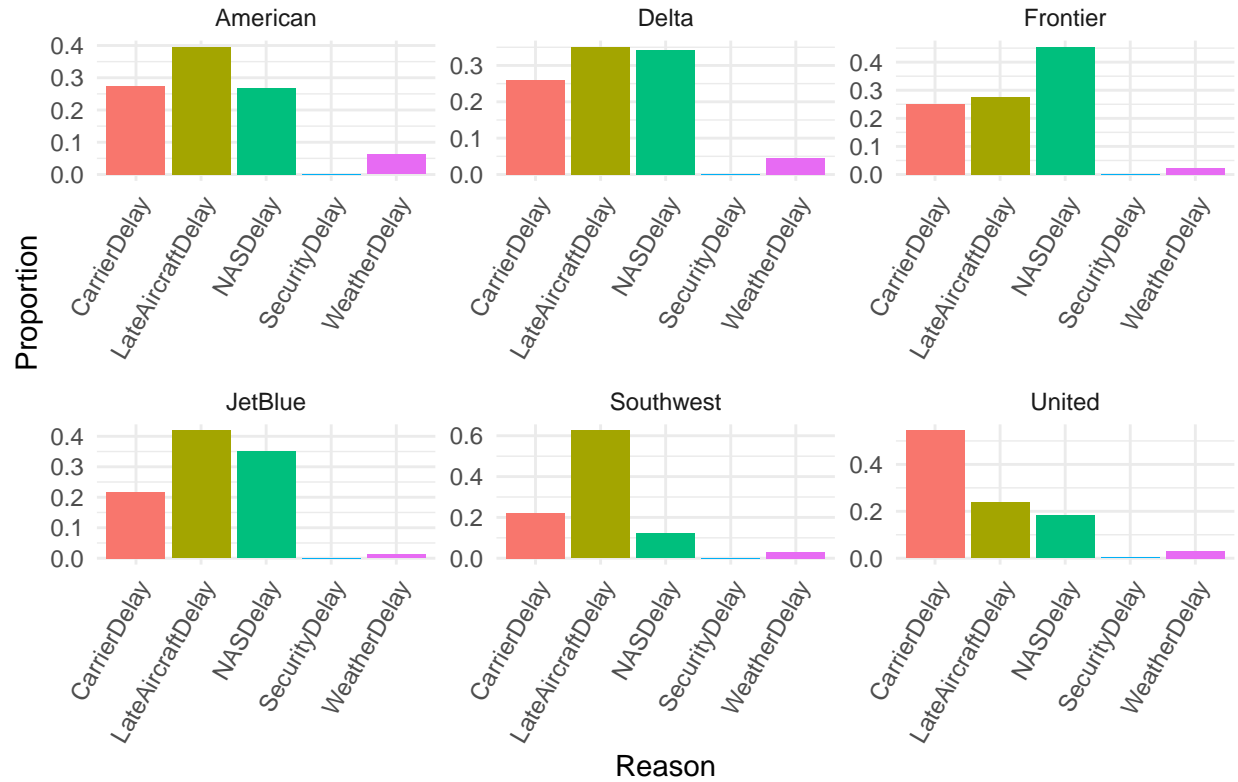 American
Delta
Frontier
0.4
0.3
0.2
0.1
0.0
0.3
0.2
0.1
0.0
0.4
0.3
0.2
0.1
0.0
CarrierDelay
LateAircraftDelay
NASDelay
SecurityDelay
WeatherDelay
CarrierDelay
LateAircraftDelay
NASDelay
SecurityDelay
WeatherDelay
CarrierDelay
LateAircraftDelay
NASDelay
SecurityDelay
WeatherDelay
Proportion
JetBlue
Southwest
United
0.4
0.3
0.2
0.1
0.0
0.6
0.4
0.2
0.0
0.4
0.2
0.0
CarrierDelay
LateAircraftDelay
NASDelay
SecurityDelay
WeatherDelay
CarrierDelay
LateAircraftDelay
NASDelay
SecurityDelay
WeatherDelay
CarrierDelay
LateAircraftDelay
NASDelay
SecurityDelay
WeatherDelay
Reason